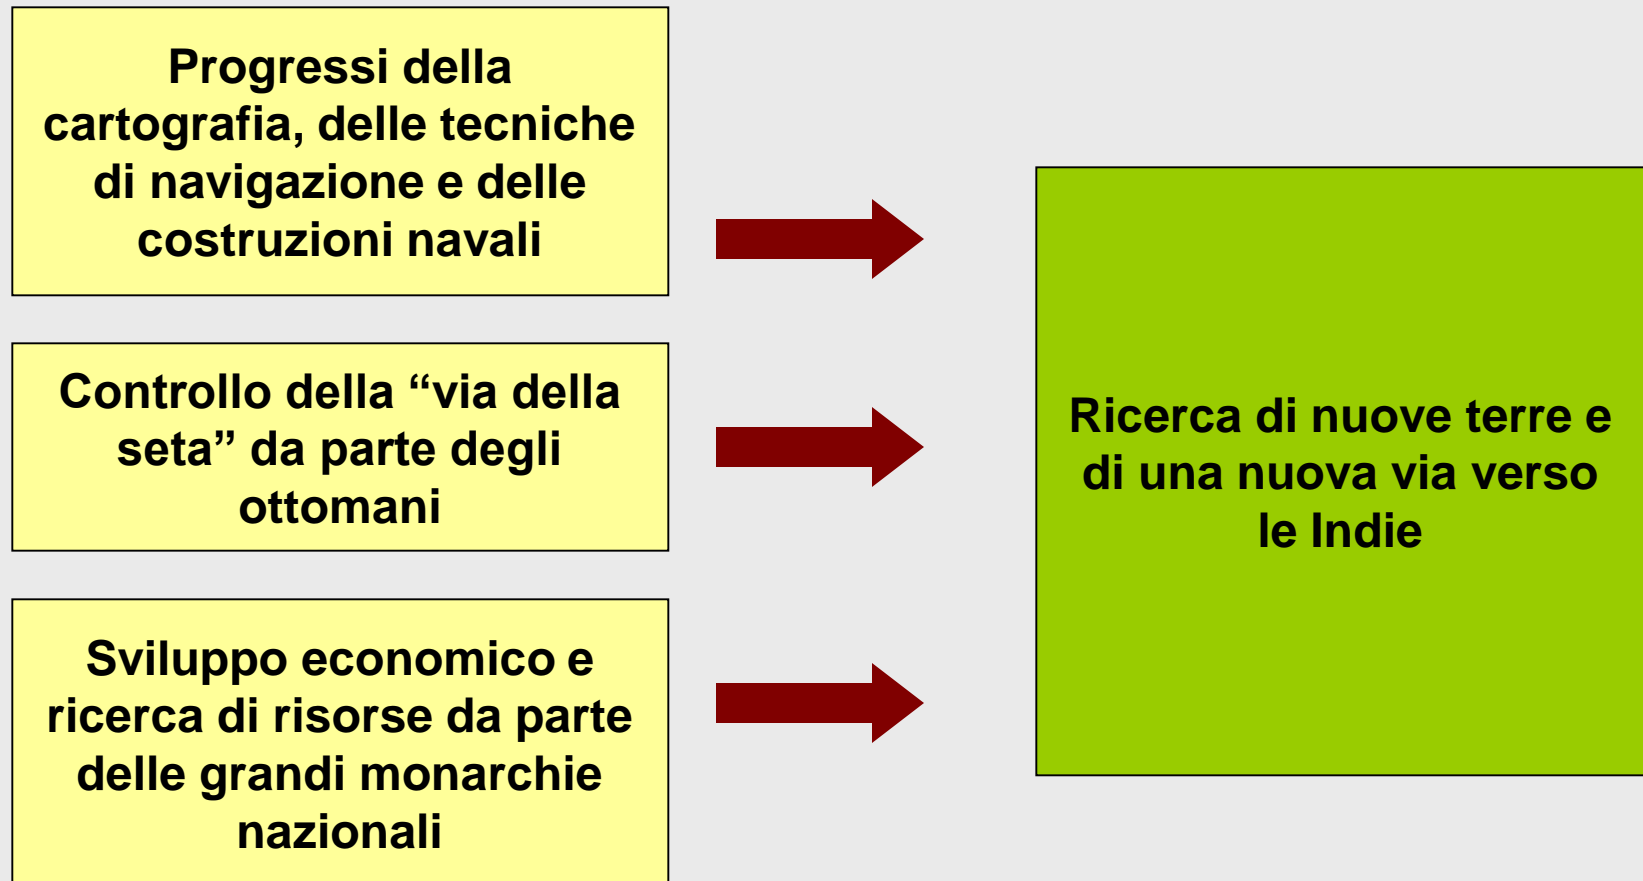 Progressi della
cartografia, delle tecniche
di navigazione e delle
costruzioni navali
Controllo della “via della
seta” da parte degli
ottomani
Sviluppo economico e
ricerca di risorse da parte
delle grandi monarchie
nazionali
Ricerca di nuove terre e
di una nuova via verso
le Indie